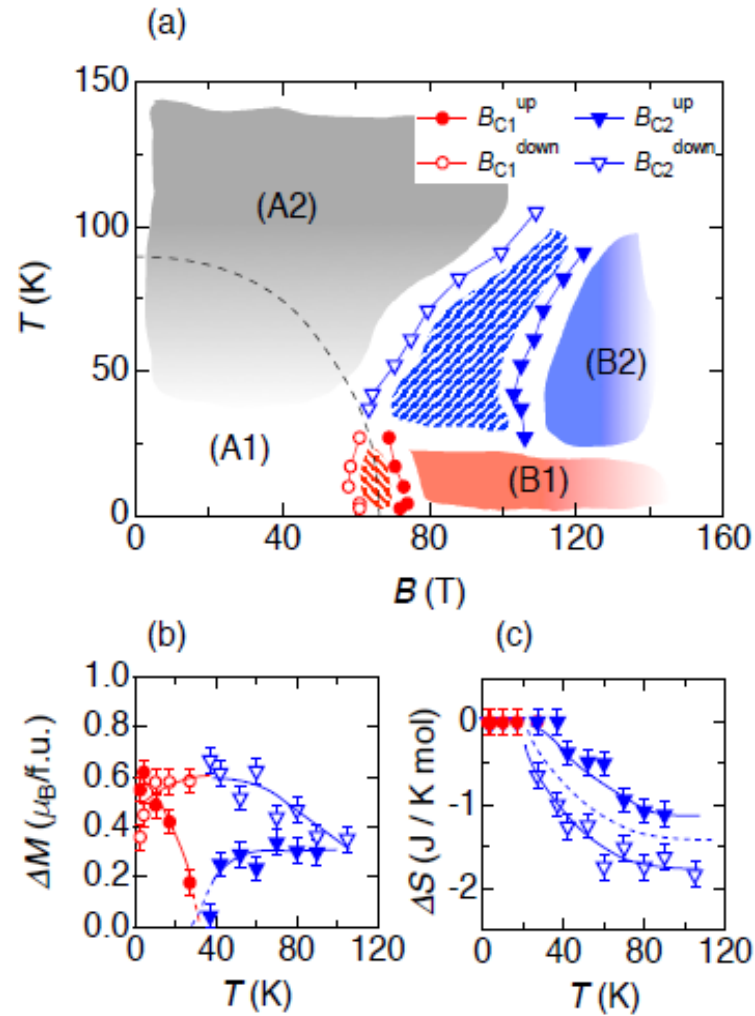 (a)
150
100
50
0
T (K)
B_C1^up
B_C2^up
B_C1^down
B_C2^down
(A2)
(A1)
(B2)
(B1)
0 40 80 120 160
B (T)
(b)
1.0
0.8
0.6
0.4
0.2
0.0
ΔM (μ_B/f.u.)
0 40 80 120
T (K)
(c)
0
-1
-2
ΔS (J / K mol)
0 40 80 120
T (K)